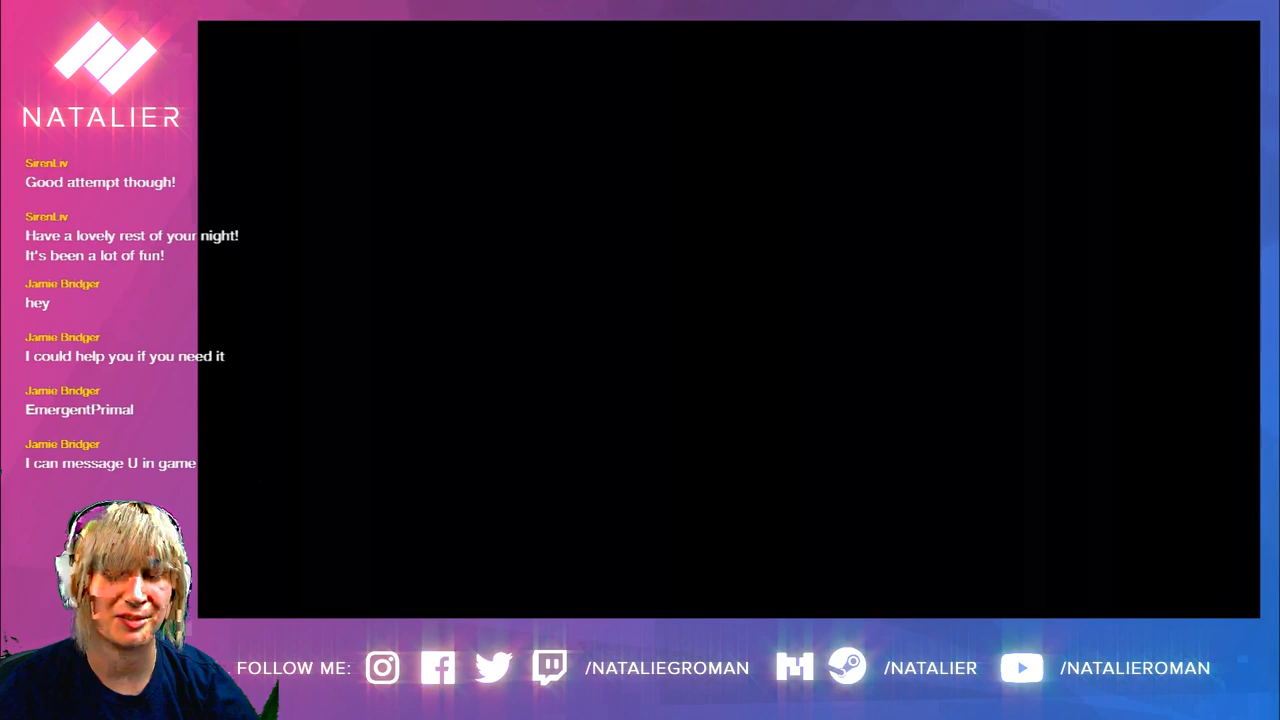 NATALIER
SirenLiv
Good attempt though!
SirenLiv
Have a lovely rest of your night!
It's been a lot of fun!
Jamie Bridger
hey
Jamie Bridger
I could help you if you need it
Jamie Bridger
EmergentPrimal
Jamie Bridger
I can message U in game
FOLLOW ME: /NATALIEGROMAN /NATALIER /NATALIEROMAN